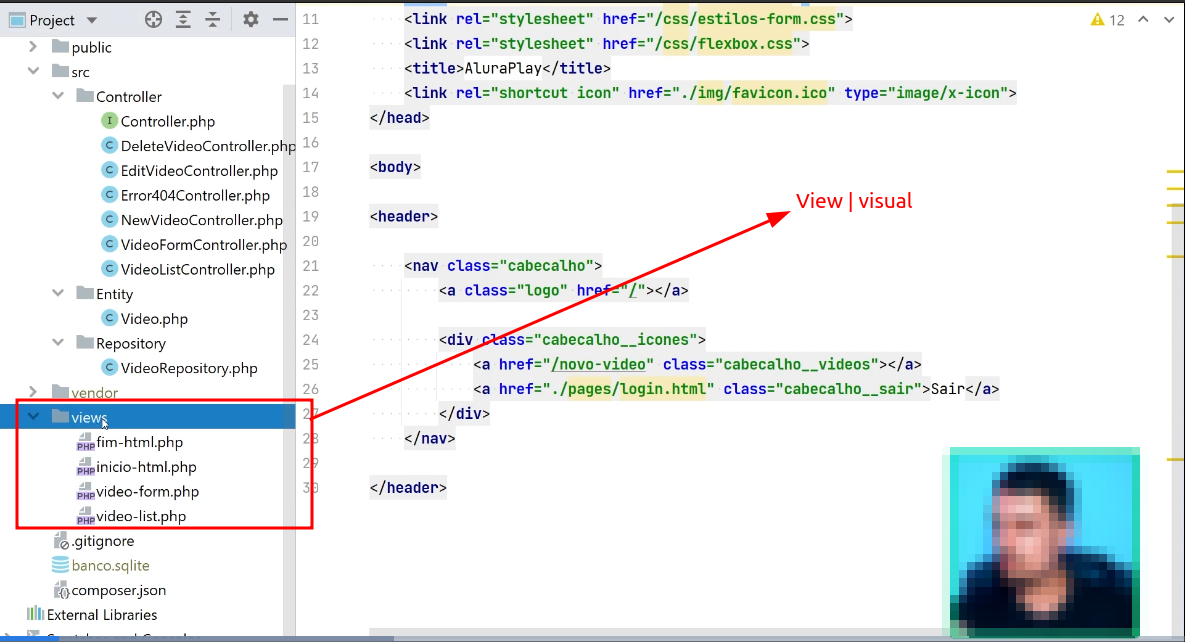 Project
public
src
Controller
Controller.php
DeleteVideoController.php
EditVideoController.php
Error404Controller.php
NewVideoController.php
VideoFormController.php
VideoListController.php
Entity
Video.php
Repository
VideoRepository.php
vendor
views
fim-html.php
inicio-html.php
video-form.php
video-list.php
.gitignore
banco.sqlite
composer.json
External Libraries
12
11 <link rel="stylesheet" href="/css/estilos-form.css">
12 <link rel="stylesheet" href="/css/flexbox.css">
13 <title>AluraPlay</title>
14 <link rel="shortcut icon" href="./img/favicon.ico" type="image/x-icon">
15 </head>
16
17 <body>
18
19 <header>
20
21 <nav class="cabecalho">
22 <a class="logo" href="/"></a>
23
24 <div class="cabecalho__icones">
25 <a href="/novo-video" class="cabecalho__videos"></a>
26 <a href="./pages/login.html" class="cabecalho__sair">Sair</a>
27 </div>
28 </nav>
29
30 </header>
View | visual